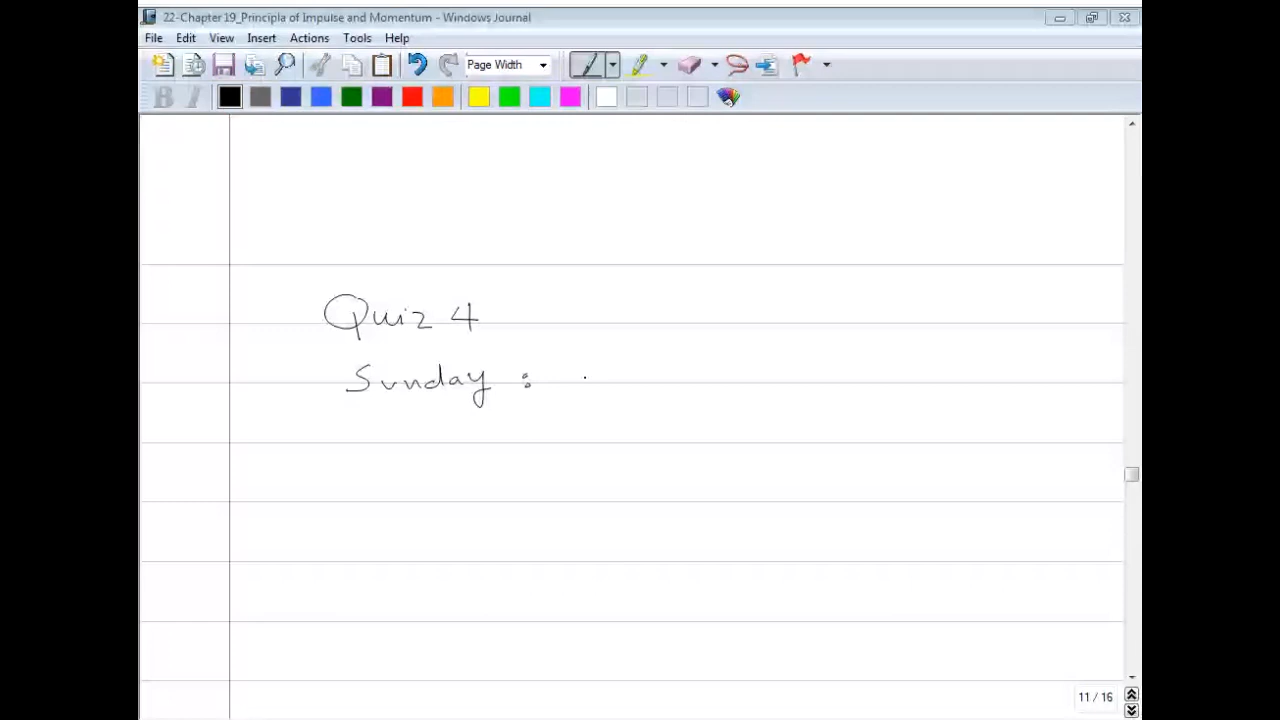 22-Chapter 19_Principla of Impulse and Momentum - Windows Journal
File Edit View Insert Actions Tools Help
Page Width
B I
Quiz 4
Sunday :
11 / 16